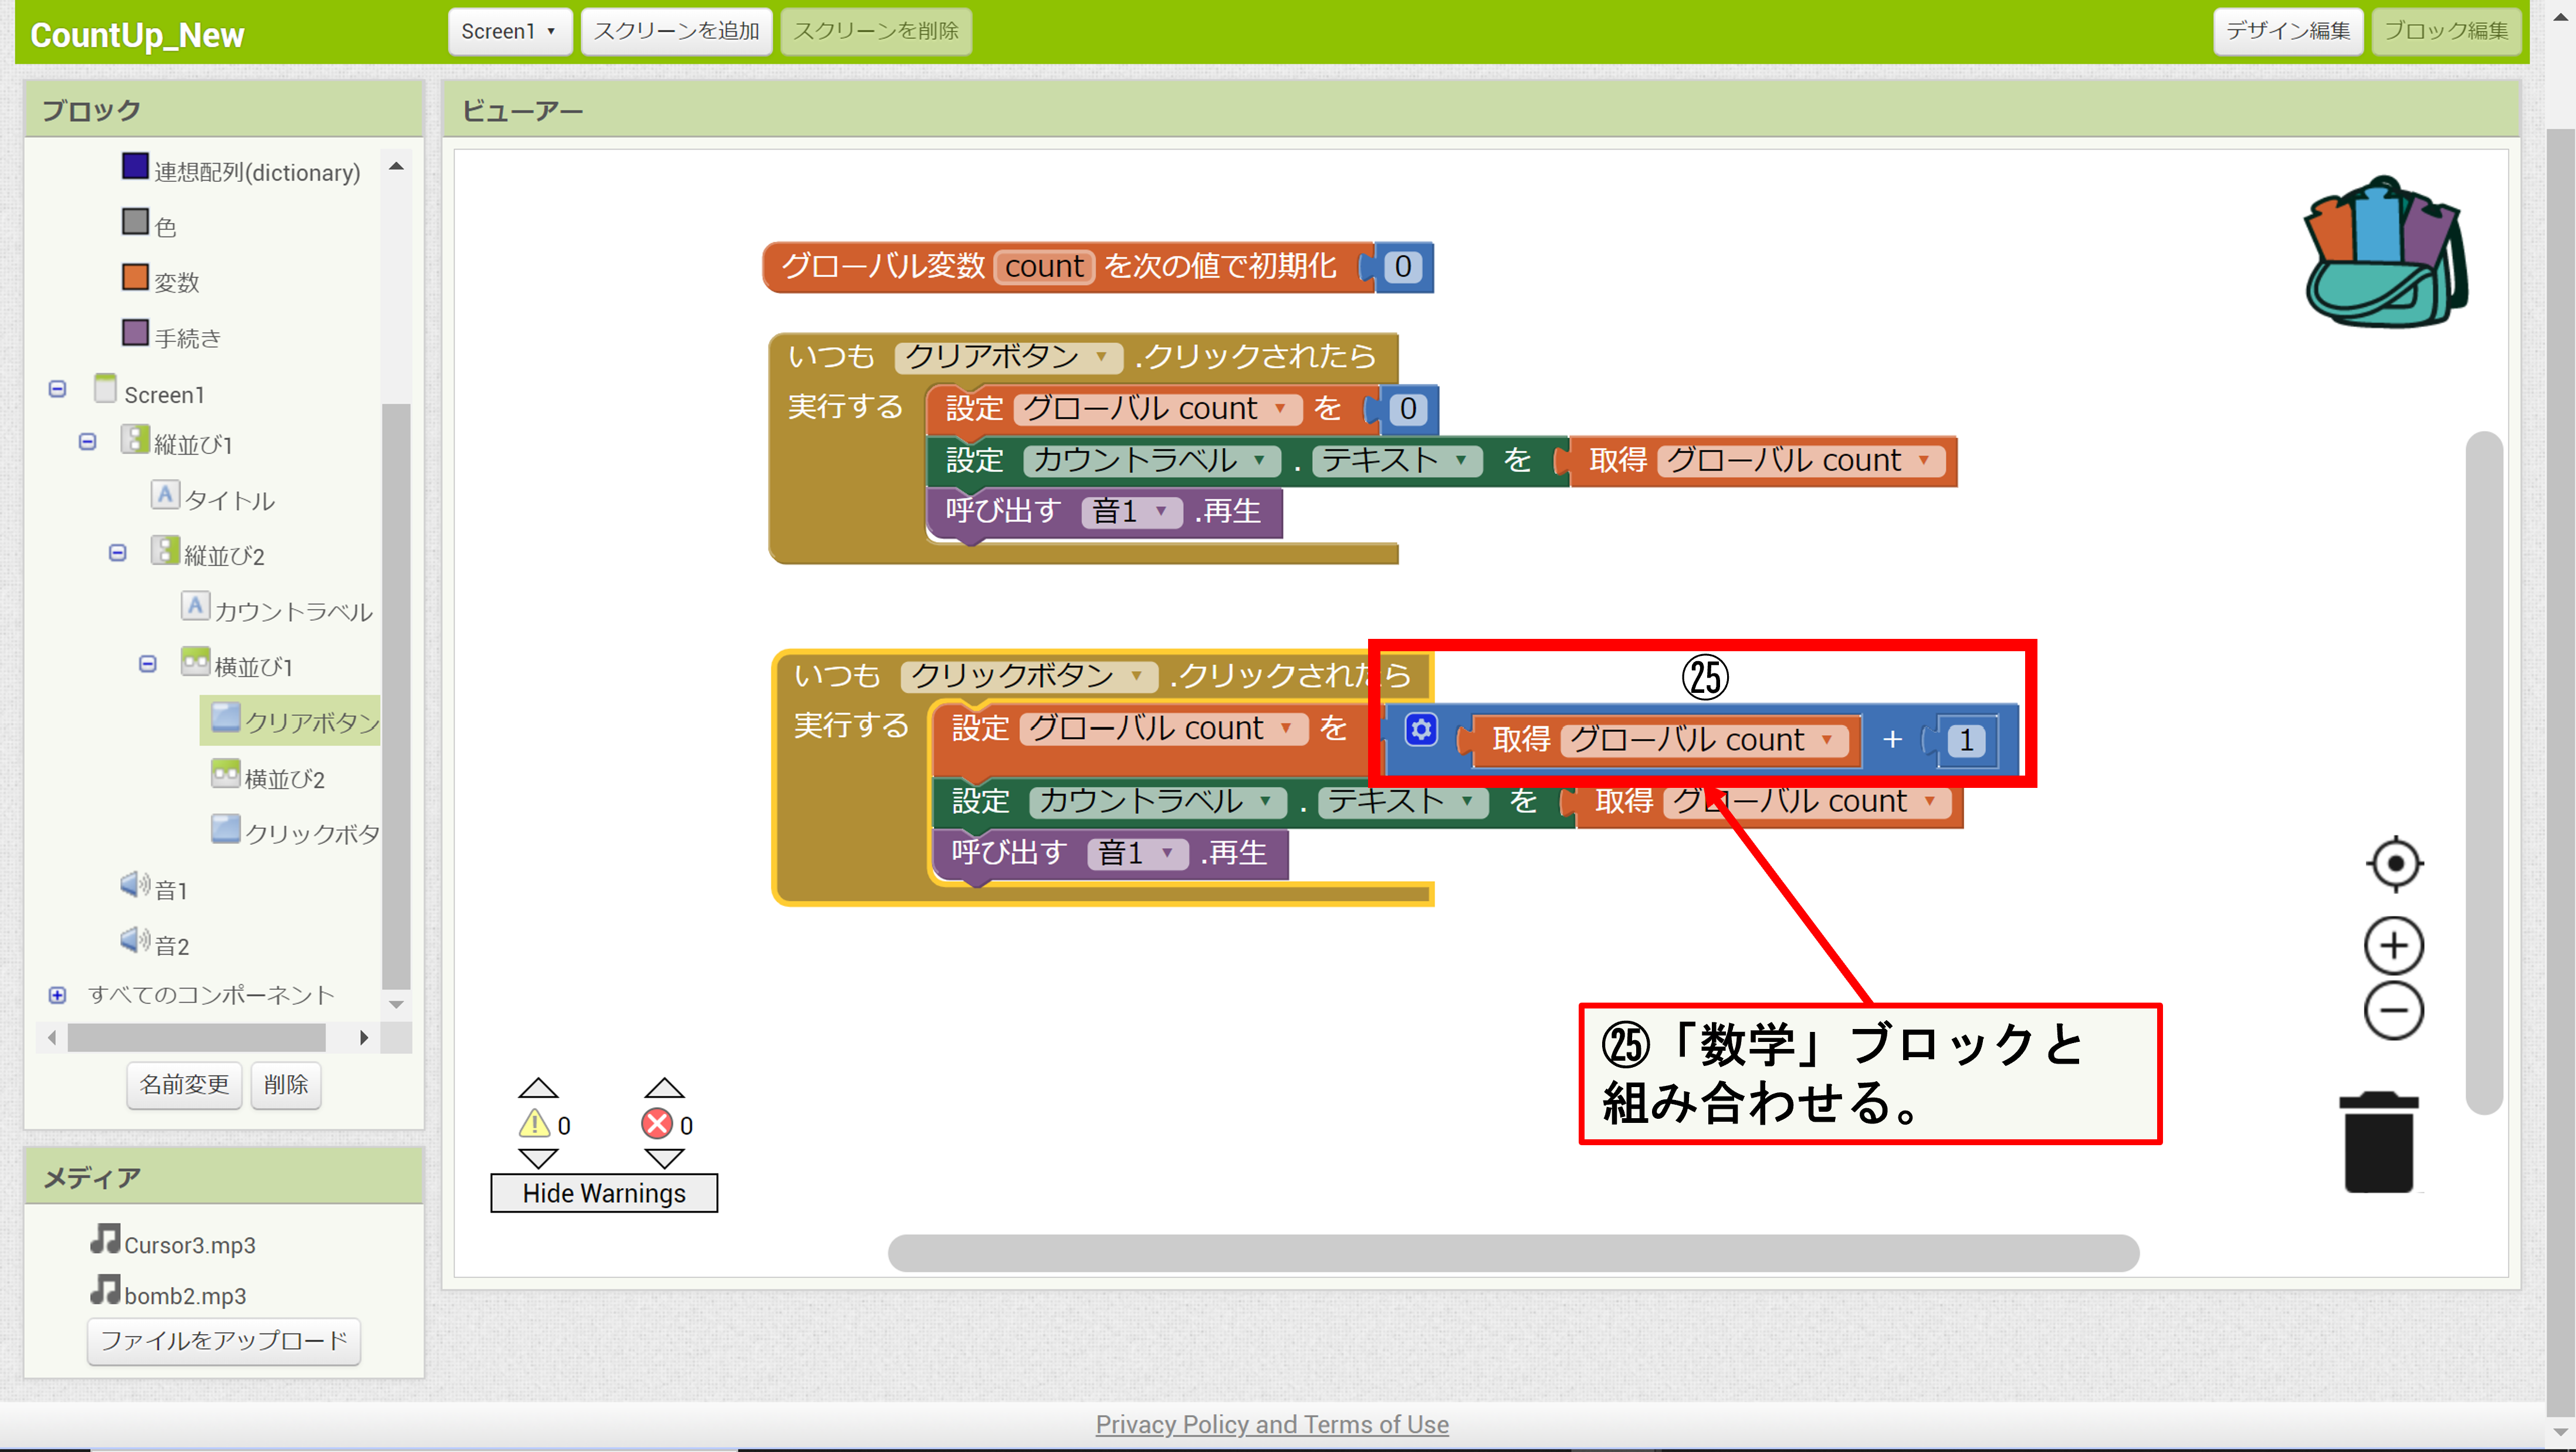 CountUp_New
Screen1 ▾
スクリーンを追加
スクリーンを削除
デザイン編集
ブロック編集
ブロック
連想配列(dictionary)
色
変数
手続き
Screen1
縦並び1
タイトル
縦並び2
カウントラベル
横並び1
クリアボタン
横並び2
クリックボタ
音1
音2
すべてのコンポーネント
名前変更
削除
メディア
Cursor3.mp3
bomb2.mp3
ファイルをアップロード
ビューアー
グローバル変数 count を次の値で初期化 0
いつも クリアボタン .クリックされたら
実行する 設定 グローバル count を 0
設定 カウントラベル . テキスト を 取得 グローバル count
呼び出す 音1 .再生
㉕
いつも クリックボタン .クリックされたら
実行する 設定 グローバル count を 取得 グローバル count + 1
設定 カウントラベル . テキスト を 取得 グローバル count
呼び出す 音1 .再生
㉕「数学」ブロックと
組み合わせる。
0 0
Hide Warnings
Privacy Policy and Terms of Use